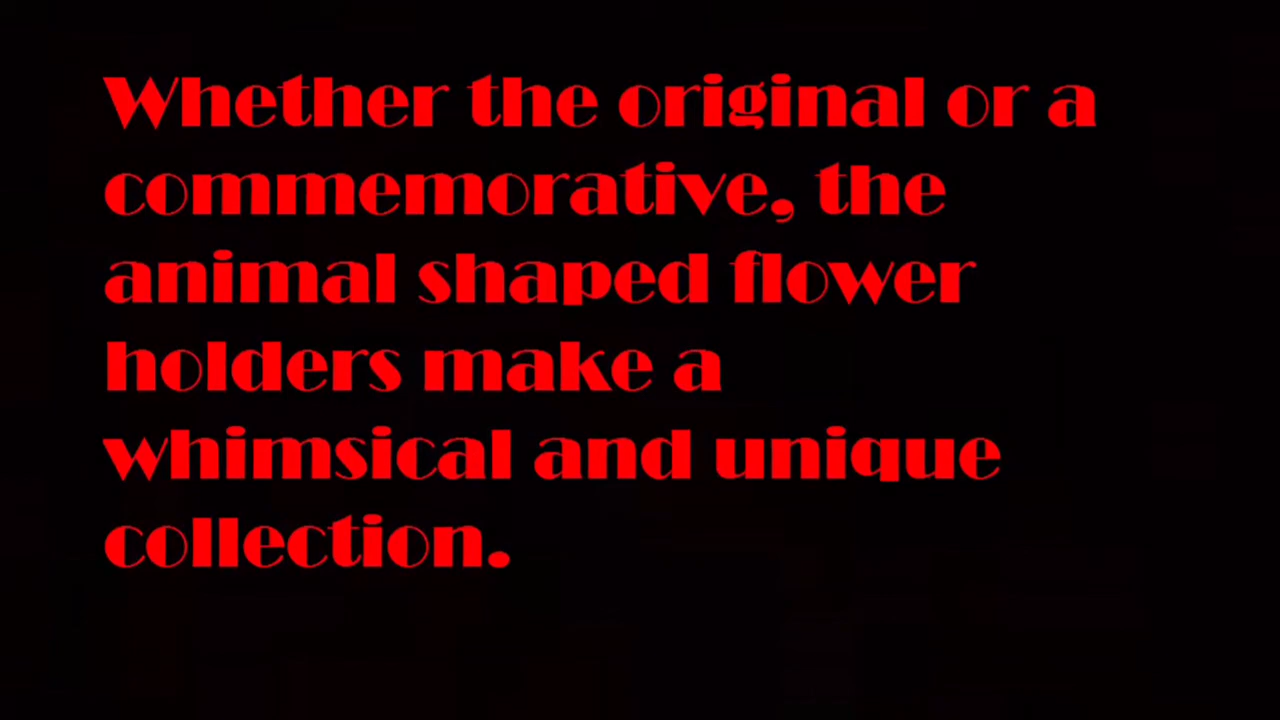 Whether the original or a
commemorative, the
animal shaped flower
holders make a
whimsical and unique
collection.